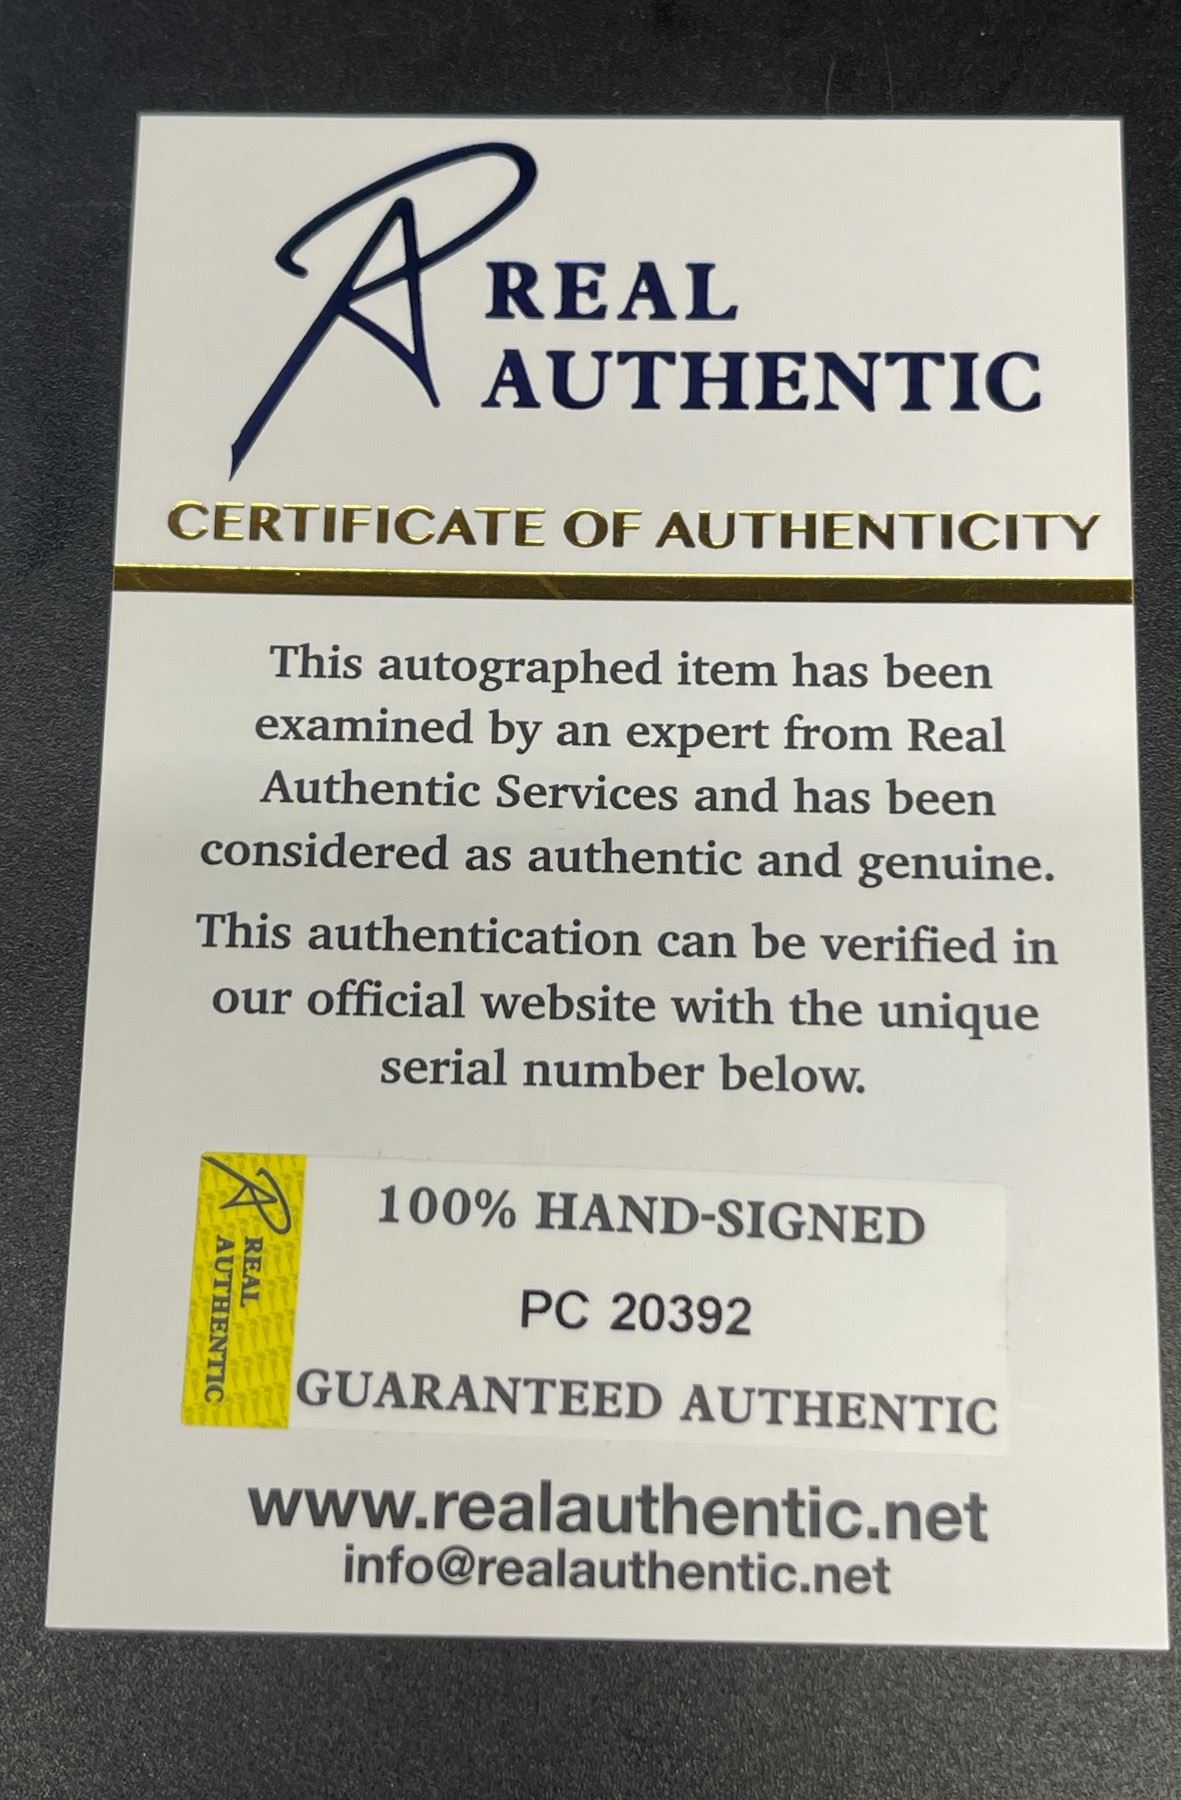 REAL
AUTHENTIC
CERTIFICATE OF AUTHENTICITY
This autographed item has been
examined by an expert from Real
Authentic Services and has been
considered as authentic and genuine.
This authentication can be verified in
our official website with the unique
serial number below.
REAL
AUTHENTIC
100% HAND-SIGNED
PC 20392
GUARANTEED AUTHENTIC
www.realauthentic.net
info@realauthentic.net